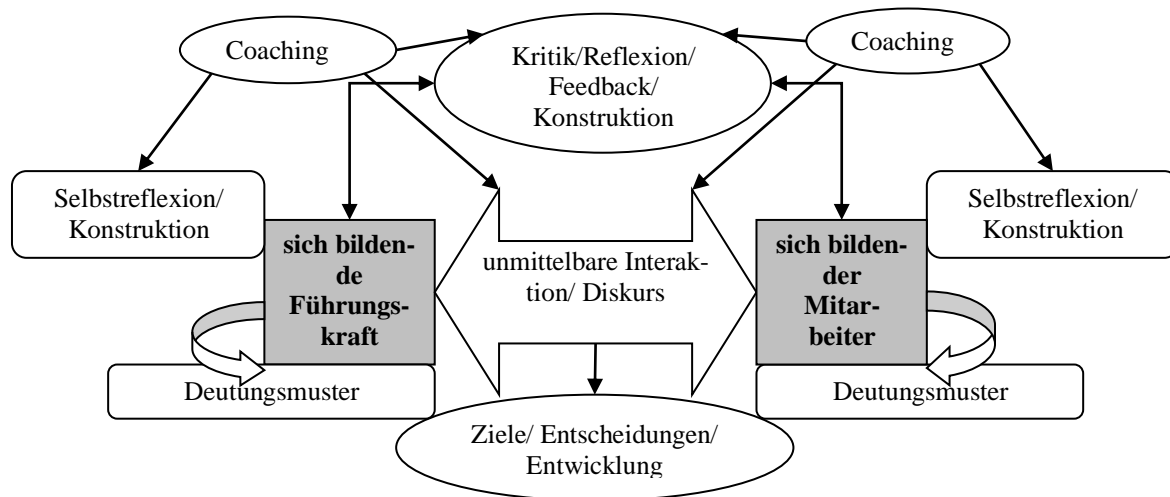 Coaching
Kritik/Reflexion/
Feedback/
Konstruktion
Coaching
Selbstreflexion/
Konstruktion
sich bilden-
de
Führungs-
kraft
unmittelbare Interak-
tion/ Diskurs
sich bilden-
der
Mitar-
beiter
Selbstreflexion/
Konstruktion
Deutungsmuster
Deutungsmuster
Ziele/ Entscheidungen/
Entwicklung